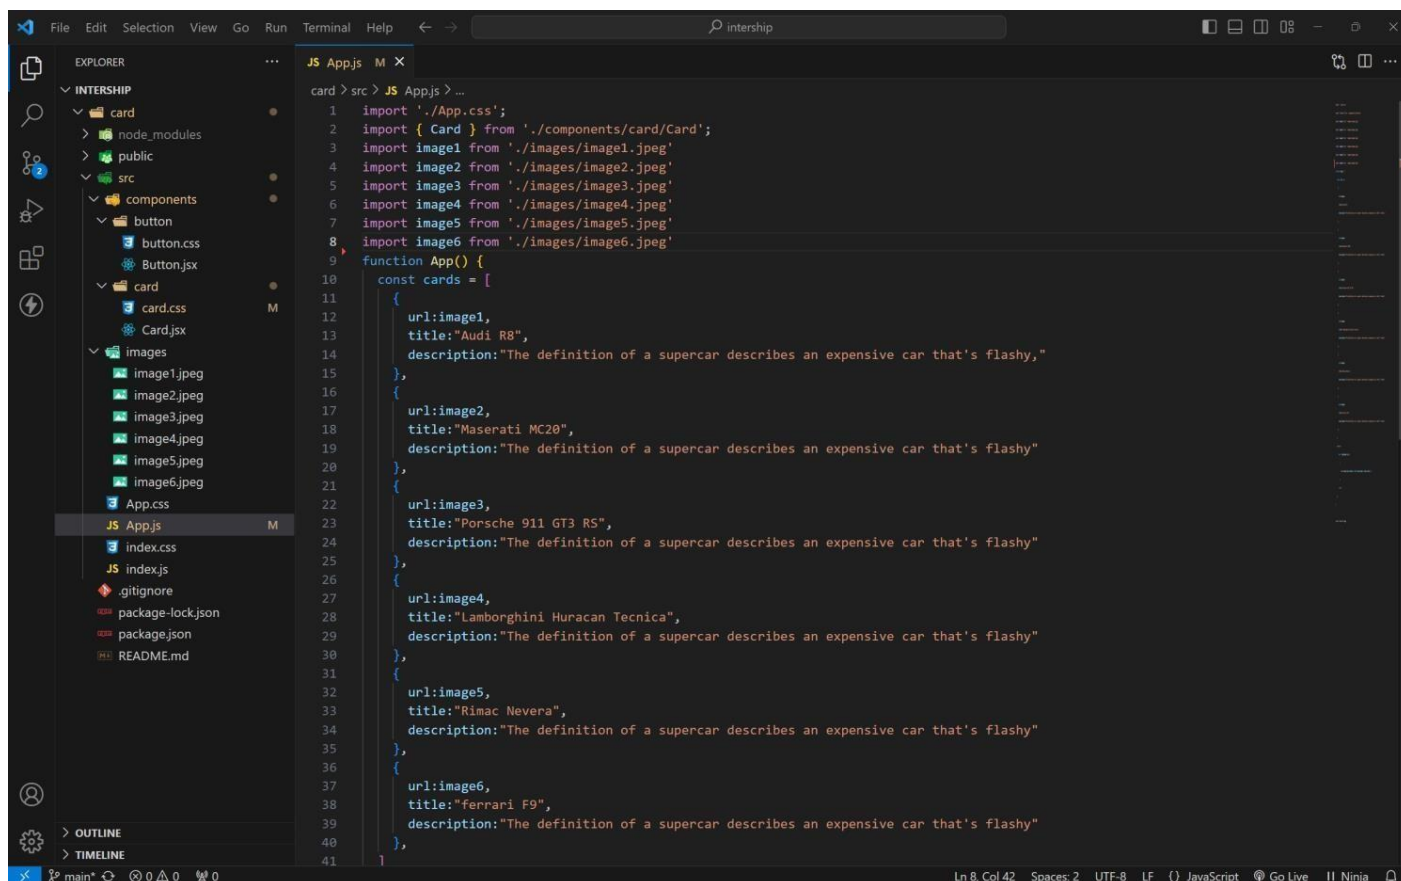 File Edit Selection View Go Run Terminal Help
intership
EXPLORER
INTERSHIP
card
node_modules
public
src
components
button
button.css
Button.jsx
card
card.css M
Card.jsx
images
image1.jpeg
image2.jpeg
image3.jpeg
image4.jpeg
image5.jpeg
image6.jpeg
App.css
JS App.js M
index.css
JS index.js
.gitignore
package-lock.json
package.json
README.md
OUTLINE
TIMELINE
2
JS App.js M
card > src > JS App.js > ...
1 import './App.css';
2 import { Card } from './components/card/Card';
3 import image1 from './images/image1.jpeg'
4 import image2 from './images/image2.jpeg'
5 import image3 from './images/image3.jpeg'
6 import image4 from './images/image4.jpeg'
7 import image5 from './images/image5.jpeg'
8 import image6 from './images/image6.jpeg'
9 function App() {
10 const cards = [
11 {
12 url:image1,
13 title:"Audi R8",
14 description:"The definition of a supercar describes an expensive car that's flashy,"
15 },
16 {
17 url:image2,
18 title:"Maserati MC20",
19 description:"The definition of a supercar describes an expensive car that's flashy"
20 },
21 {
22 url:image3,
23 title:"Porsche 911 GT3 RS",
24 description:"The definition of a supercar describes an expensive car that's flashy"
25 },
26 {
27 url:image4,
28 title:"Lamborghini Huracan Tecnica",
29 description:"The definition of a supercar describes an expensive car that's flashy"
30 },
31 {
32 url:image5,
33 title:"Rimac Nevera",
34 description:"The definition of a supercar describes an expensive car that's flashy"
35 },
36 {
37 url:image6,
38 title:"ferrari F9",
39 description:"The definition of a supercar describes an expensive car that's flashy"
40 },
41 ]
main* 0 0 0 Ln 8, Col 42 Spaces: 2 UTF-8 LF {} JavaScript Go Live Ninja